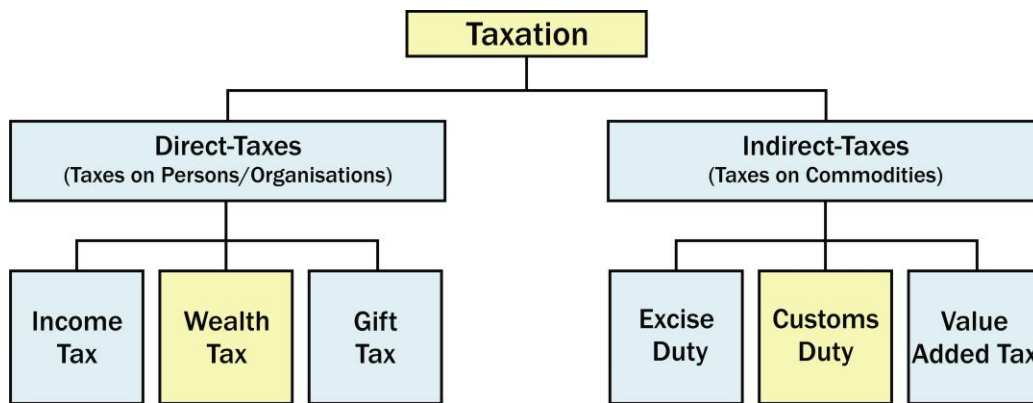 Taxation
Direct-Taxes
(Taxes on Persons/Organisations)
Indirect-Taxes
(Taxes on Commodities)
Income
Tax
Wealth
Tax
Gift
Tax
Excise
Duty
Customs
Duty
Value
Added Tax